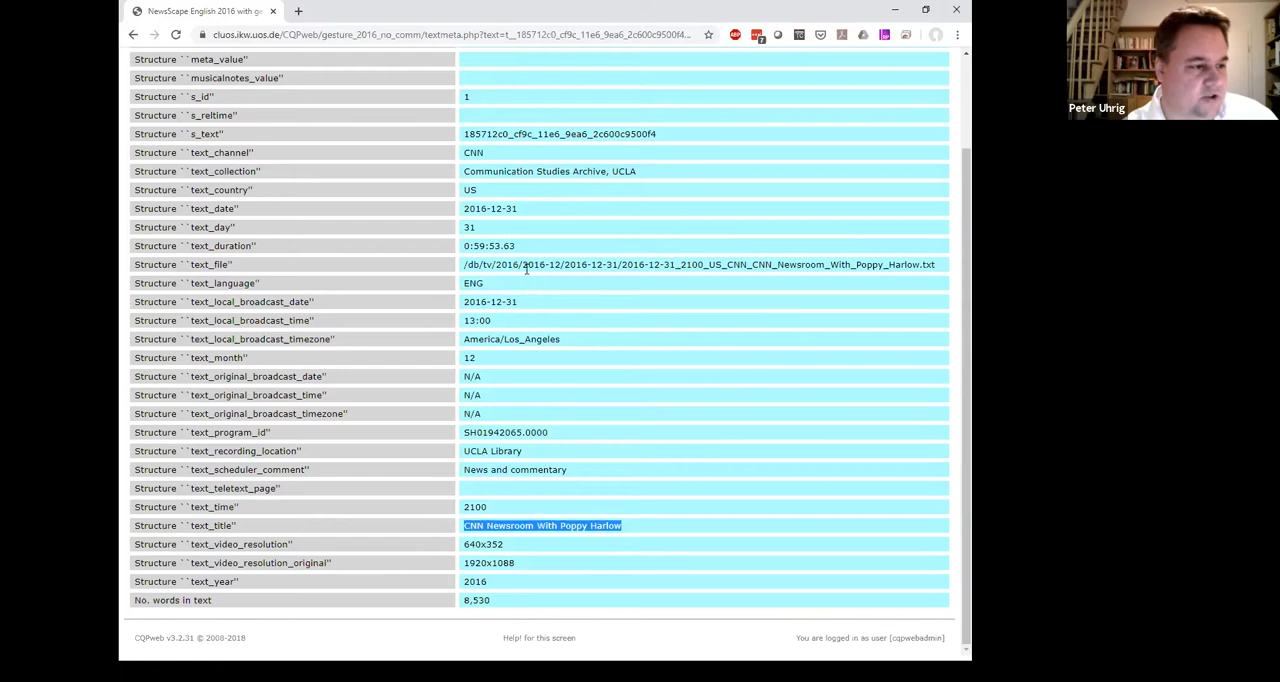 NewsScape English 2016 with ge
cluos.ikw.uos.de/CQPweb/gesture_2016_no_comm/textmeta.php?text=t__185712c0_cf9c_11e6_9ea6_2c600c9500f4...
Peter Uhrig
Structure ``meta_value''
Structure ``musicalnotes_value''
Structure ``s_id'' 1
Structure ``s_reltime''
Structure ``s_text'' 185712c0_cf9c_11e6_9ea6_2c600c9500f4
Structure ``text_channel'' CNN
Structure ``text_collection'' Communication Studies Archive, UCLA
Structure ``text_country'' US
Structure ``text_date'' 2016-12-31
Structure ``text_day'' 31
Structure ``text_duration'' 0:59:53.63
Structure ``text_file'' /db/tv/2016/2016-12/2016-12-31/2016-12-31_2100_US_CNN_CNN_Newsroom_With_Poppy_Harlow.txt
Structure ``text_language'' ENG
Structure ``text_local_broadcast_date'' 2016-12-31
Structure ``text_local_broadcast_time'' 13:00
Structure ``text_local_broadcast_timezone'' America/Los_Angeles
Structure ``text_month'' 12
Structure ``text_original_broadcast_date'' N/A
Structure ``text_original_broadcast_time'' N/A
Structure ``text_original_broadcast_timezone'' N/A
Structure ``text_program_id'' SH01942065.0000
Structure ``text_recording_location'' UCLA Library
Structure ``text_scheduler_comment'' News and commentary
Structure ``text_teletext_page''
Structure ``text_time'' 2100
Structure ``text_title'' CNN Newsroom With Poppy Harlow
Structure ``text_video_resolution'' 640x352
Structure ``text_video_resolution_original'' 1920x1088
Structure ``text_year'' 2016
No. words in text 8,530
CQPweb v3.2.31 © 2008-2018 Help! for this screen You are logged in as user [cqpwebadmin]